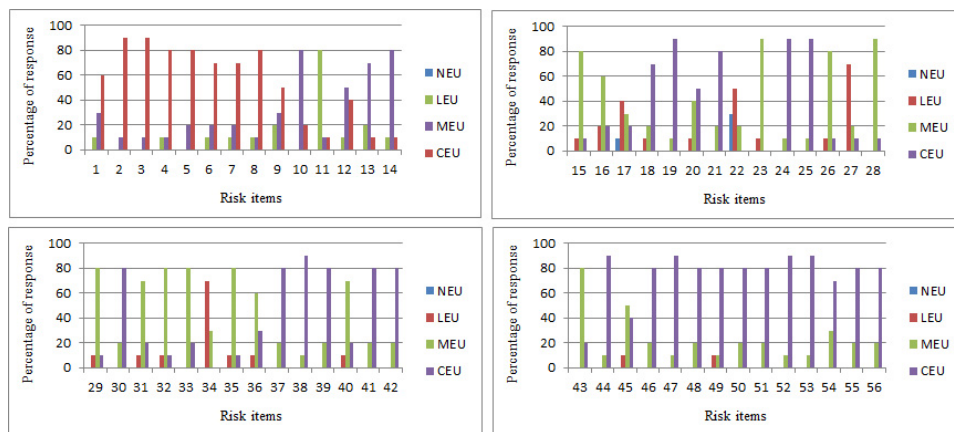 Percentage of response
100
80
60
40
20
0
1 2 3 4 5 6 7 8 9 10 11 12 13 14
Risk items
NEU
LEU
MEU
CEU
Percentage of response
100
80
60
40
20
0
15 16 17 18 19 20 21 22 23 24 25 26 27 28
Risk items
NEU
LEU
MEU
CEU
Percentage of response
100
80
60
40
20
0
29 30 31 32 33 34 35 36 37 38 39 40 41 42
Risk items
NEU
LEU
MEU
CEU
Percentage of response
100
80
60
40
20
0
43 44 45 46 47 48 49 50 51 52 53 54 55 56
Risk items
NEU
LEU
MEU
CEU